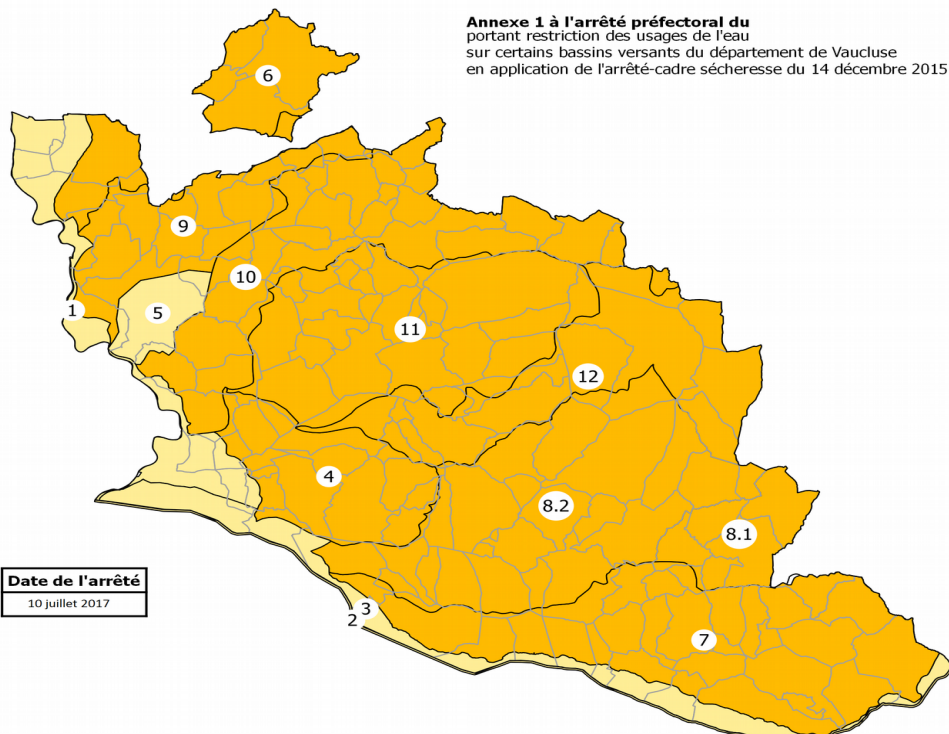 Annexe 1 à l'arrêté préfectoral du
portant restriction des usages de l'eau
sur certains bassins versants du département de Vaucluse
en application de l'arrêté-cadre sécheresse du 14 décembre 2015
6
9
10
1
5
11
12
4
8.2
8.1
Date de l'arrêté
10 juillet 2017
3
2
7